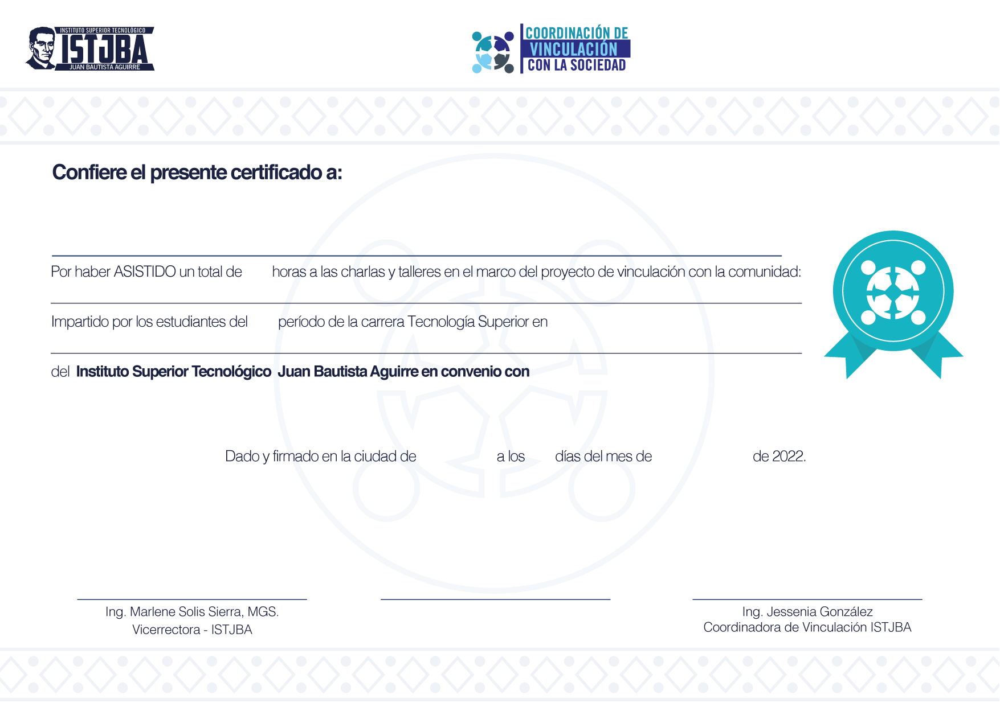 INSTITUTO SUPERIOR TECNOLÓGICO
ISTJBA
JUAN BAUTISTA AGUIRRE
COORDINACIÓN DE
VINCULACIÓN
CON LA SOCIEDAD
Confiere el presente certificado a:
Por haber ASISTIDO un total de horas a las charlas y talleres en el marco del proyecto de vinculación con la comunidad:
Impartido por los estudiantes del período de la carrera Tecnología Superior en
del Instituto Superior Tecnológico Juan Bautista Aguirre en convenio con
Dado y firmado en la ciudad de a los días del mes de de 2022.
Ing. Marlene Solis Sierra, MGS.
Vicerrectora - ISTJBA
Ing. Jessenia González
Coordinadora de Vinculación ISTJBA